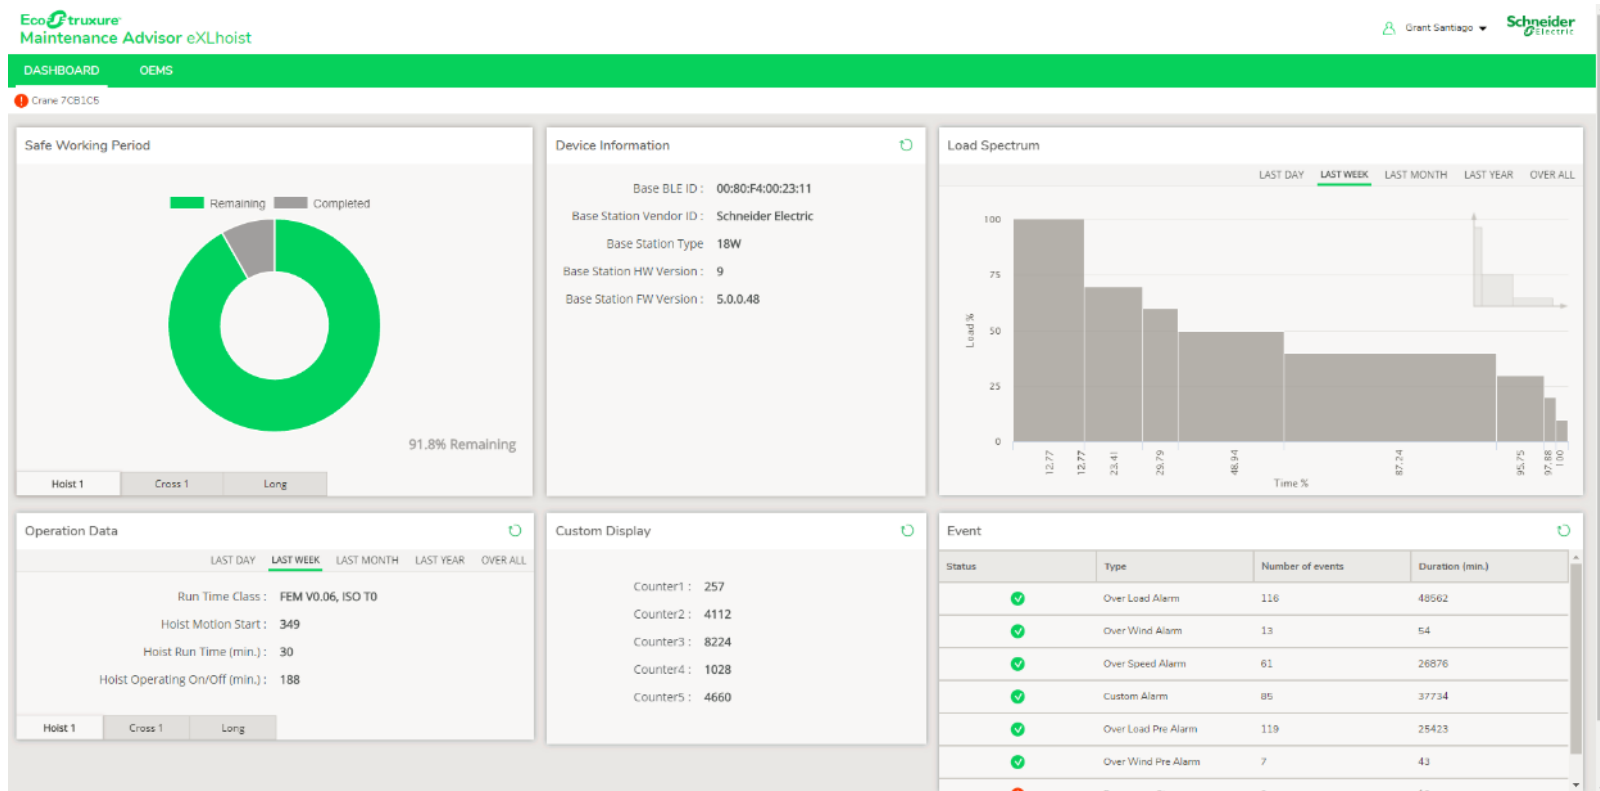 EcoStruxure
Maintenance Advisor eXLhoist
Grant Santiago
Schneider
Electric
DASHBOARD OEMS
Crane 7CB1C5
Safe Working Period
Remaining Completed
91.8% Remaining
Hoist 1 Cross 1 Long
Device Information
Base BLE ID : 00:80:F4:00:23:11
Base Station Vendor ID : Schneider Electric
Base Station Type 18W
Base Station HW Version : 9
Base Station FW Version : 5.0.0.48
Load Spectrum
LAST DAY LAST WEEK LAST MONTH LAST YEAR OVER ALL
100
75
50
25
0
Load %
12,77 12,77 23,41 29,79 48,94 87,24 95,75 97,88 100
Time %
Operation Data
LAST DAY LAST WEEK LAST MONTH LAST YEAR OVER ALL
Run Time Class : FEM V0.06, ISO T0
Hoist Motion Start : 349
Hoist Run Time (min.) : 30
Hoist Operating On/Off (min.) : 188
Hoist 1 Cross 1 Long
Custom Display
Counter1 : 257
Counter2 : 4112
Counter3 : 8224
Counter4 : 1028
Counter5 : 4660
Event
Status Type Number of events Duration (min.)
Over Load Alarm 116 48562
Over Wind Alarm 13 54
Over Speed Alarm 61 26876
Custom Alarm 85 37734
Over Load Pre Alarm 119 25423
Over Wind Pre Alarm 7 43